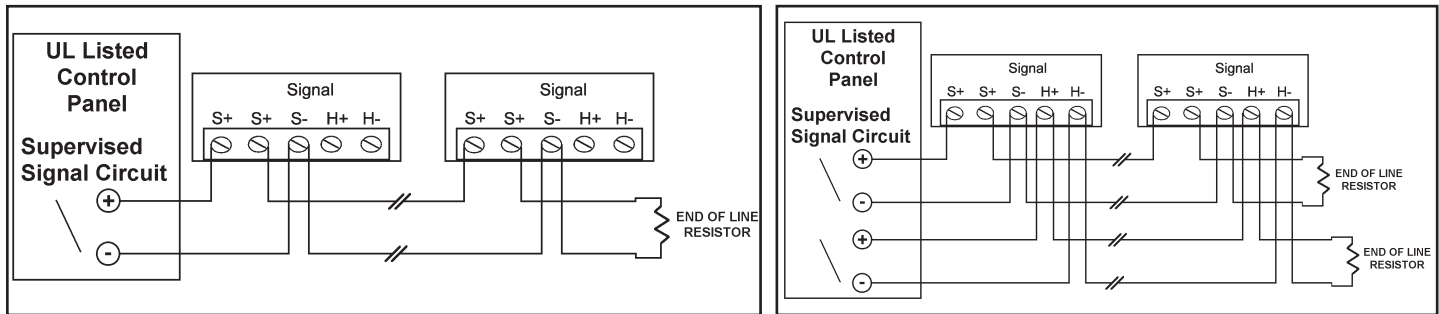 UL Listed
Control
Panel
Supervised
Signal Circuit
+
-
Signal
S+ S+ S- H+ H-
Signal
S+ S+ S- H+ H-
END OF LINE
RESISTOR
UL Listed
Control
Panel
Supervised
Signal Circuit
+
-
+
-
Signal
S+ S+ S- H+ H-
Signal
S+ S+ S- H+ H-
END OF LINE
RESISTOR
END OF LINE
RESISTOR